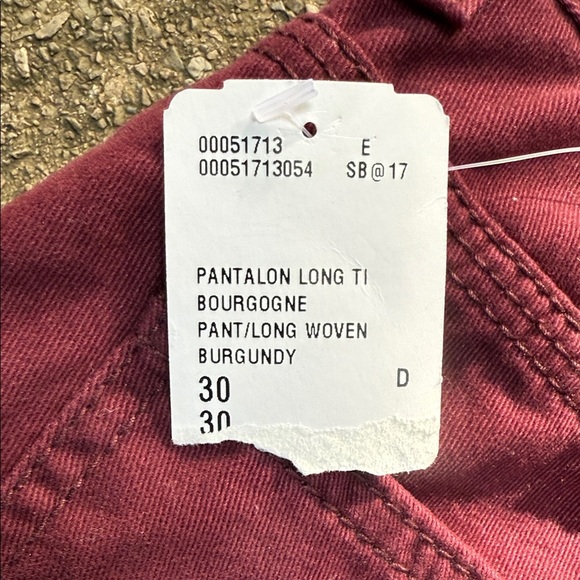 00051713 E
00051713054 SB@17
PANTALON LONG TI
BOURGOGNE
PANT/LONG WOVEN
BURGUNDY
30 D
30